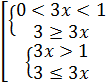 0 < 3x < 1
3 ≥ 3x
3x > 1
3 ≤ 3x